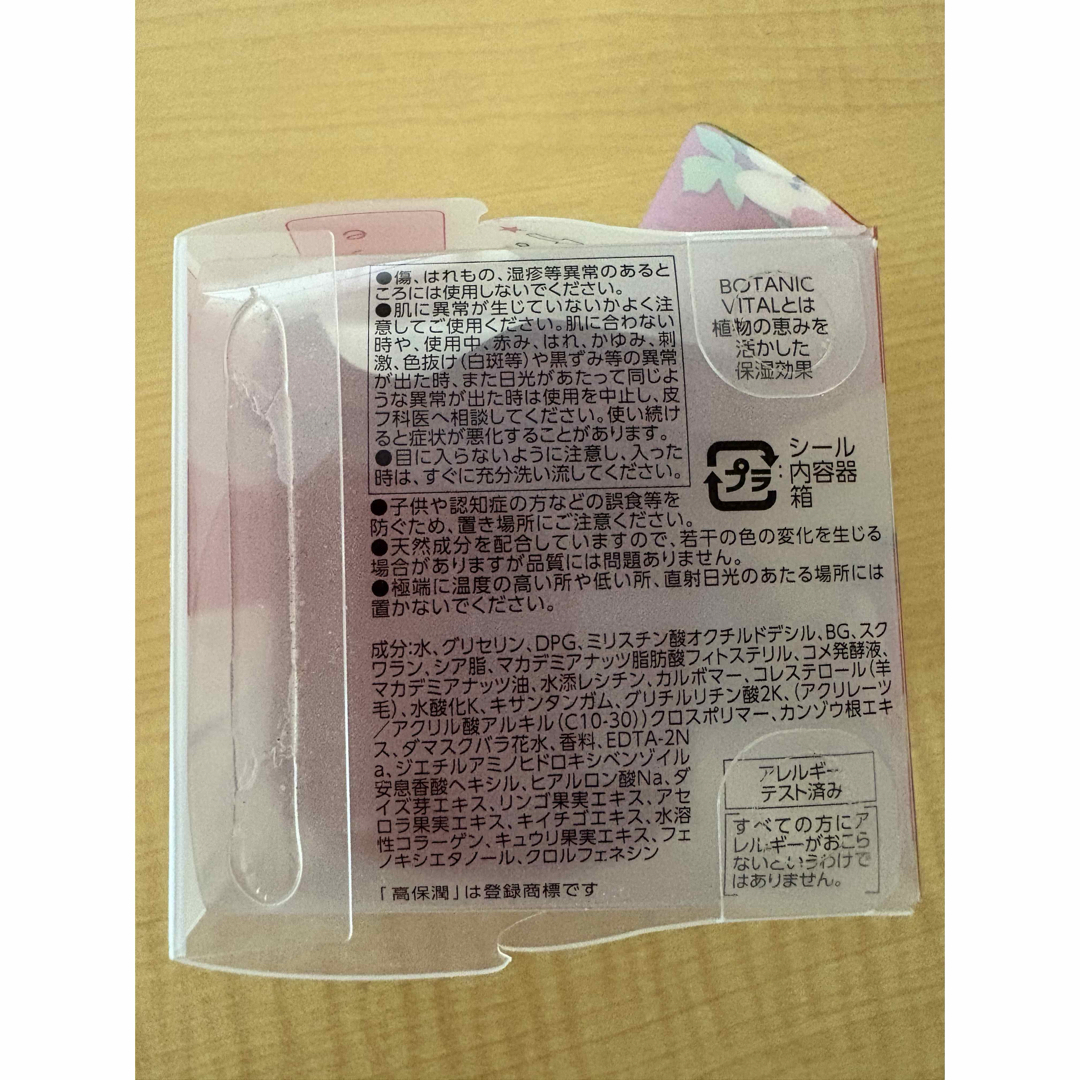 ●傷、はれもの、湿疹等異常のあると
ころには使用しないでください。
●肌に異常が生じていないかよく注
意してご使用ください。肌に合わない
時や、使用中、赤み、はれ、かゆみ、刺
激、色抜け(白斑等)や黒ずみ等の異常
が出た時、また日光があたって同じよ
うな異常が出た時は使用を中止し、皮
フ科医へ相談してください。使い続け
ると症状が悪化することがあります。
●目に入らないように注意し、入った
時は、すぐに充分洗い流してください。
●子供や認知症の方などの誤食等を
防ぐため、置き場所にご注意ください。
●天然成分を配合していますので、若干の色の変化を生じる
場合がありますが品質には問題ありません。
●極端に温度の高い所や低い所、直射日光のあたる場所には
置かないでください。
成分:水、グリセリン、DPG、ミリスチン酸オクチルドデシル、BG、スク
ワラン、シア脂、マカデミアナッツ脂肪酸フィトステリル、コメ発酵液、
マカデミアナッツ油、水添レシチン、カルボマー、コレステロール(羊
毛)、水酸化K、キサンタンガム、グリチルリチン酸2K、(アクリレーツ
/アクリル酸アルキル(C10-30))クロスポリマー、カンゾウ根エキ
ス、ダマスクバラ花水、香料、EDTA-2N
a、ジエチルアミノヒドロキシベンゾイル
安息香酸ヘキシル、ヒアルロン酸Na、ダ
イズ芽エキス、リンゴ果実エキス、アセ
ロラ果実エキス、キイチゴエキス、水溶
性コラーゲン、キュウリ果実エキス、フェ
ノキシエタノール、クロルフェネシン
「高保潤」は登録商標です
BOTANIC
VITALとは
植物の恵みを
活かした
保湿効果
プラ:
シール
内容器
箱
アレルギー
テスト済み
すべての方にア
レルギーがおこら
ないというわけで
はありません。